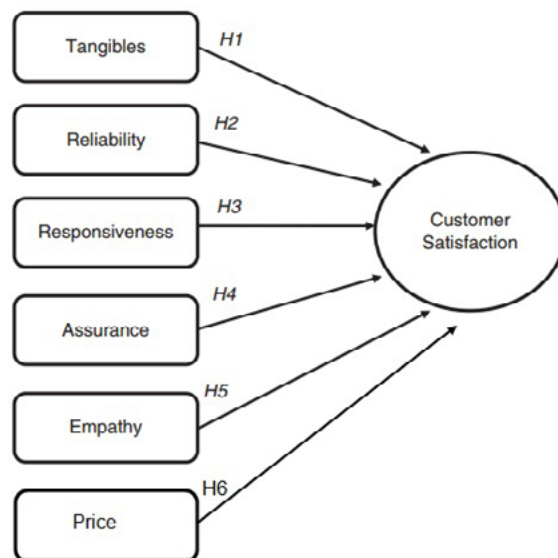 Tangibles
H1
Reliability
H2
Responsiveness
H3
Customer
Satisfaction
Assurance
H4
Empathy
H5
Price
H6